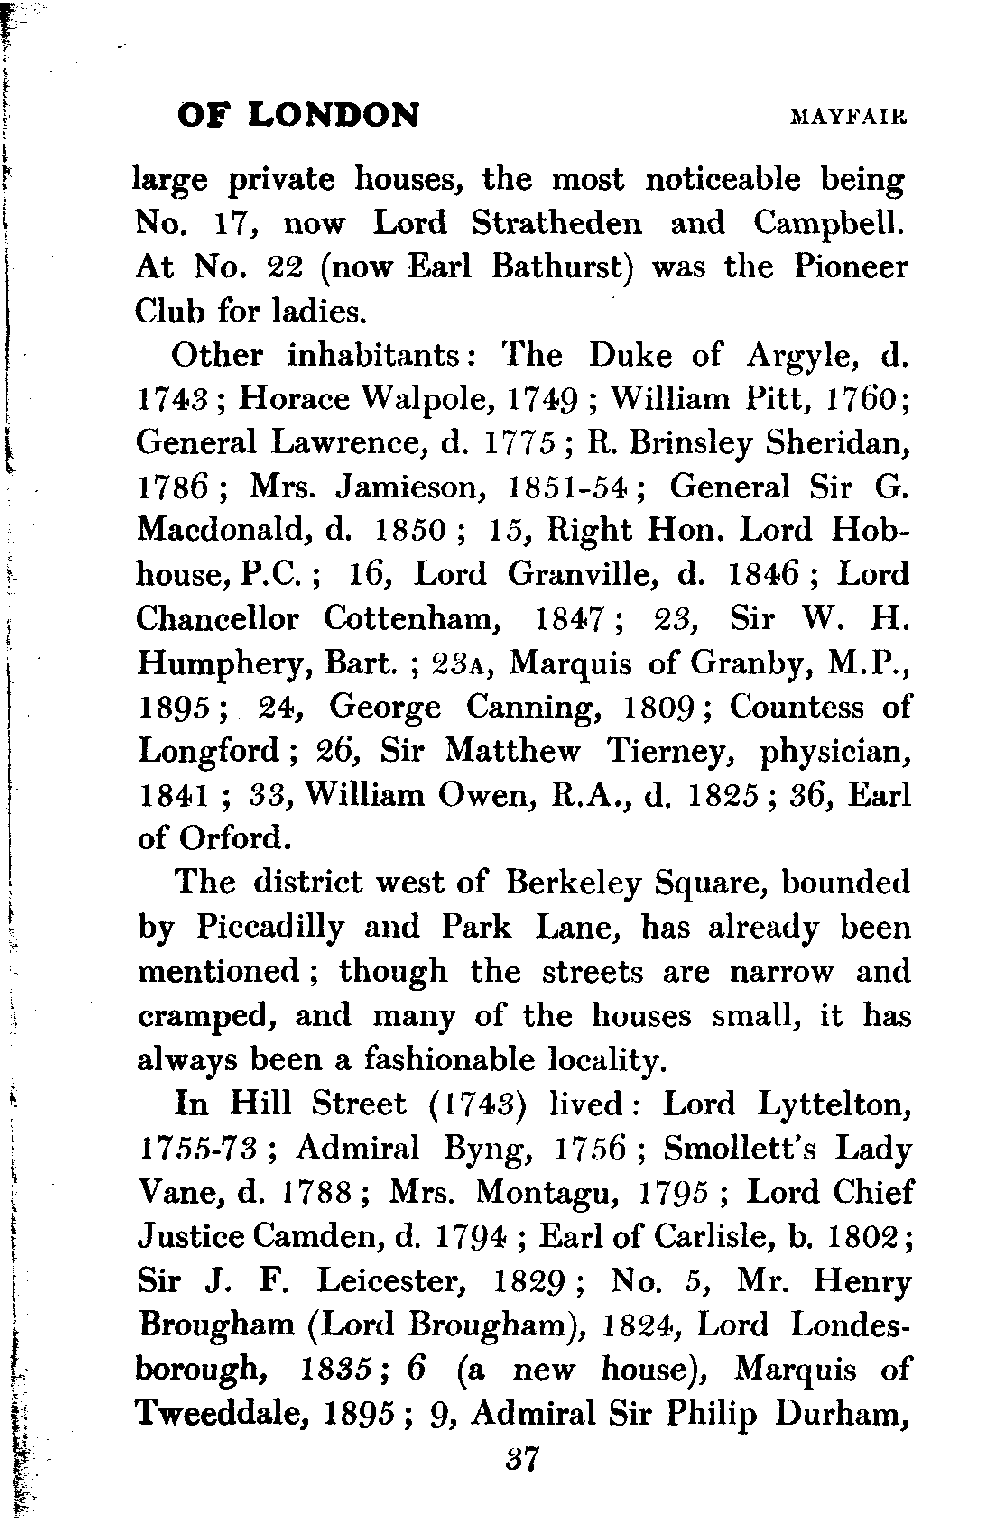 OF LONDON MAYFAIR
large private houses, the most noticeable being
No. 17, now Lord Stratheden and Campbell.
At No. 22 (now Earl Bathurst) was the Pioneer
Club for ladies.
Other inhabitants: The Duke of Argyle, d.
1743; Horace Walpole, 1749; William Pitt, 1760;
General Lawrence, d. 1775; R. Brinsley Sheridan,
1786; Mrs. Jamieson, 1851-54; General Sir G.
Macdonald, d. 1850; 15, Right Hon. Lord Hob-
house, P.C.; 16, Lord Granville, d. 1846; Lord
Chancellor Cottenham, 1847; 23, Sir W. H.
Humphery, Bart.; 23A, Marquis of Granby, M.P.,
1895; 24, George Canning, 1809; Countess of
Longford; 26, Sir Matthew Tierney, physician,
1841; 33, William Owen, R.A., d. 1825; 36, Earl
of Orford.
The district west of Berkeley Square, bounded
by Piccadilly and Park Lane, has already been
mentioned; though the streets are narrow and
cramped, and many of the houses small, it has
always been a fashionable locality.
In Hill Street (1743) lived: Lord Lyttelton,
1755-73; Admiral Byng, 1756; Smollett's Lady
Vane, d. 1788; Mrs. Montagu, 1795; Lord Chief
Justice Camden, d. 1794; Earl of Carlisle, b. 1802;
Sir J. F. Leicester, 1829; No. 5, Mr. Henry
Brougham (Lord Brougham), 1824, Lord Londes-
borough, 1835; 6 (a new house), Marquis of
Tweeddale, 1895; 9, Admiral Sir Philip Durham,
37